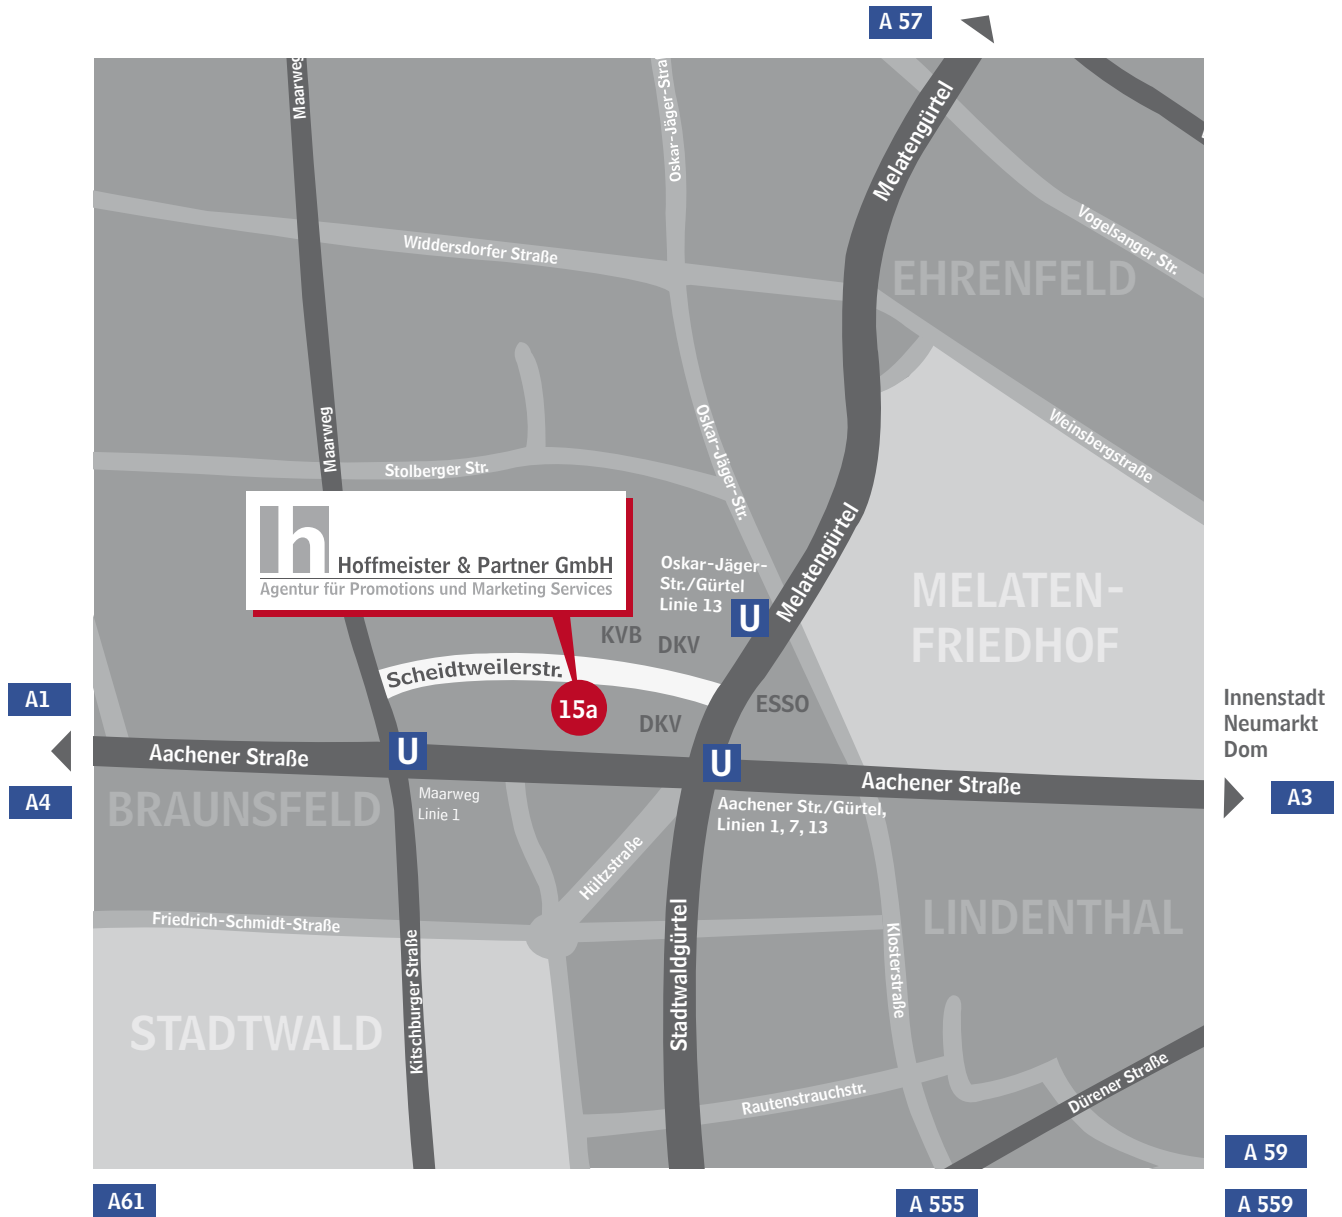 A 57
Maarweg
Oskar-Jäger-Straß
Melatengürtel
Vogelsanger Str.
Widdersdorfer Straße
EHRENFELD
Maarweg
Stolberger Str.
Oskar-Jäger-Str.
Weinsbergstraße
Melatengürtel
h
Hoffmeister & Partner GmbH
Agentur für Promotions und Marketing Services
Oskar-Jäger-
Str./Gürtel
Linie 13
U
MELATEN-
FRIEDHOF
KVB
DKV
Scheidtweilerstr.
15a
DKV
ESSO
A1
Innenstadt
Neumarkt
Dom
Aachener Straße
U
U
Aachener Straße
A4
A3
BRAUNSFELD
Maarweg
Linie 1
Aachener Str./Gürtel,
Linien 1, 7, 13
Hültzstraße
Friedrich-Schmidt-Straße
LINDENTHAL
Kitschburger Straße
Stadtwaldgürtel
Klosterstraße
STADTWALD
Rautenstrauchstr.
Dürener Straße
A 59
A61
A 555
A 559